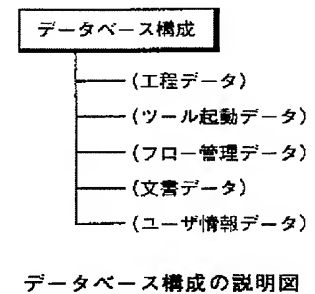 データベース構成
(工程データ)
(ツール起動データ)
(フロー管理データ)
(文書データ)
(ユーザ情報データ)
データベース構成の説明図